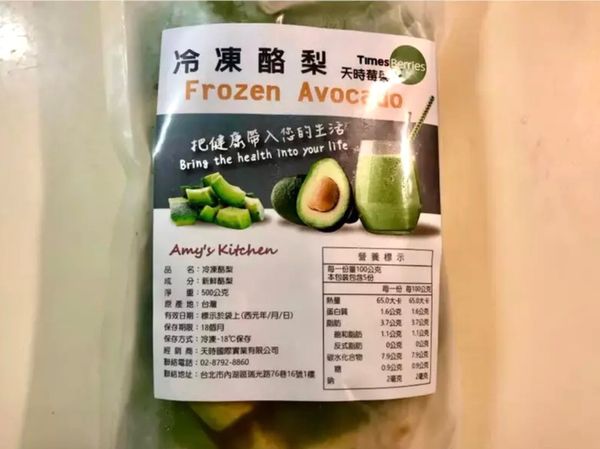 冷凍酪梨
TimesBerries
天時莓果
Frozen Avocado
把健康帶入您的生活
Bring the health into your life
Amy's Kitchen
品　名：冷凍酪梨
成　分：新鮮酪梨
淨　重：500公克
原 產 地：台灣
有效日期：標示於袋上(西元年/月/日)
保存期限：18個月
保存方式：冷凍-18℃保存
經 銷 商：天時國際實業有限公司
聯絡電話：02-8792-8860
聯絡地址：台北市內湖區瑞光路76巷16號1樓
營養標示
每一份量100公克
本包裝包含5份
每一份 每100公克
熱量 65.0大卡 65.0大卡
蛋白質 1.6公克 1.6公克
脂肪 3.7公克 3.7公克
飽和脂肪 1.1公克 1.1公克
反式脂肪 0公克 0公克
碳水化合物 7.9公克 7.9公克
糖 0.9公克 0.9公克
鈉 2毫克 2毫克